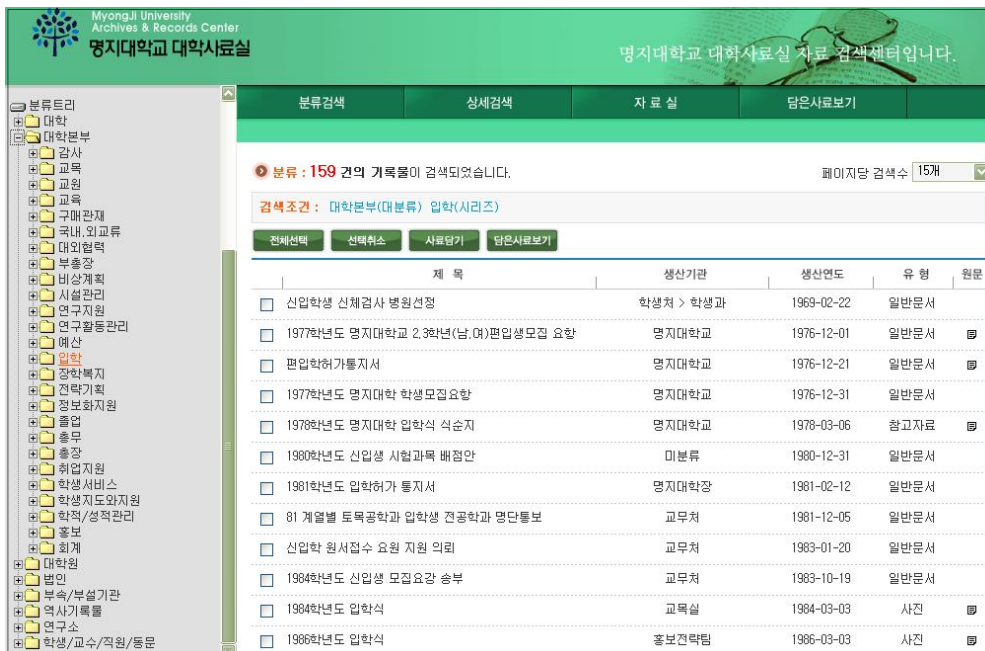 MyongJi University
Archives & Records Center
명지대학교 대학사료실
명지대학교 대학사료실 자료 검색센터입니다.
분류검색 상세검색 자 료 실 담은사료보기
분류트리
대학
대학본부
감사
교목
교원
교육
구매관재
국내,외교류
대외협력
부총장
비상계획
시설관리
연구지원
연구활동관리
예산
입학
장학복지
전략기획
정보화지원
졸업
총무
총장
취업지원
학생서비스
학생지도와지원
학적/성적관리
홍보
회계
대학원
법인
부속/부설기관
역사기록물
연구소
학생/교수/직원/동문
분류 : 159 건의 기록물이 검색되었습니다. 페이지당 검색수 15개
검색조건 : 대학본부(대분류) 입학(시리즈)
전체선택 선택취소 사료담기 담은사료보기
제 목 생산기관 생산연도 유 형 원문
신입학생 신체검사 병원선정 학생처 > 학생과 1969-02-22 일반문서
1977학년도 명지대학교 2,3학년(남,여)편입생모집 요항 명지대학교 1976-12-01 일반문서
편입학허가통지서 명지대학교 1976-12-21 일반문서
1977학년도 명지대학 학생모집요항 명지대학교 1976-12-31 일반문서
1978학년도 명지대학 입학식 식순지 명지대학교 1978-03-06 참고자료
1980학년도 신입생 시험과목 배점안 미분류 1980-12-31 일반문서
1981학년도 입학허가 통지서 명지대학장 1981-02-12 일반문서
81 계열별 토목공학과 입학생 전공학과 명단통보 교무처 1981-12-05 일반문서
신입학 원서접수 요원 지원 의뢰 교무처 1983-01-20 일반문서
1984학년도 신입생 모집요강 송부 교무처 1983-10-19 일반문서
1984학년도 입학식 교목실 1984-03-03 사진
1986학년도 입학식 홍보전략팀 1986-03-03 사진